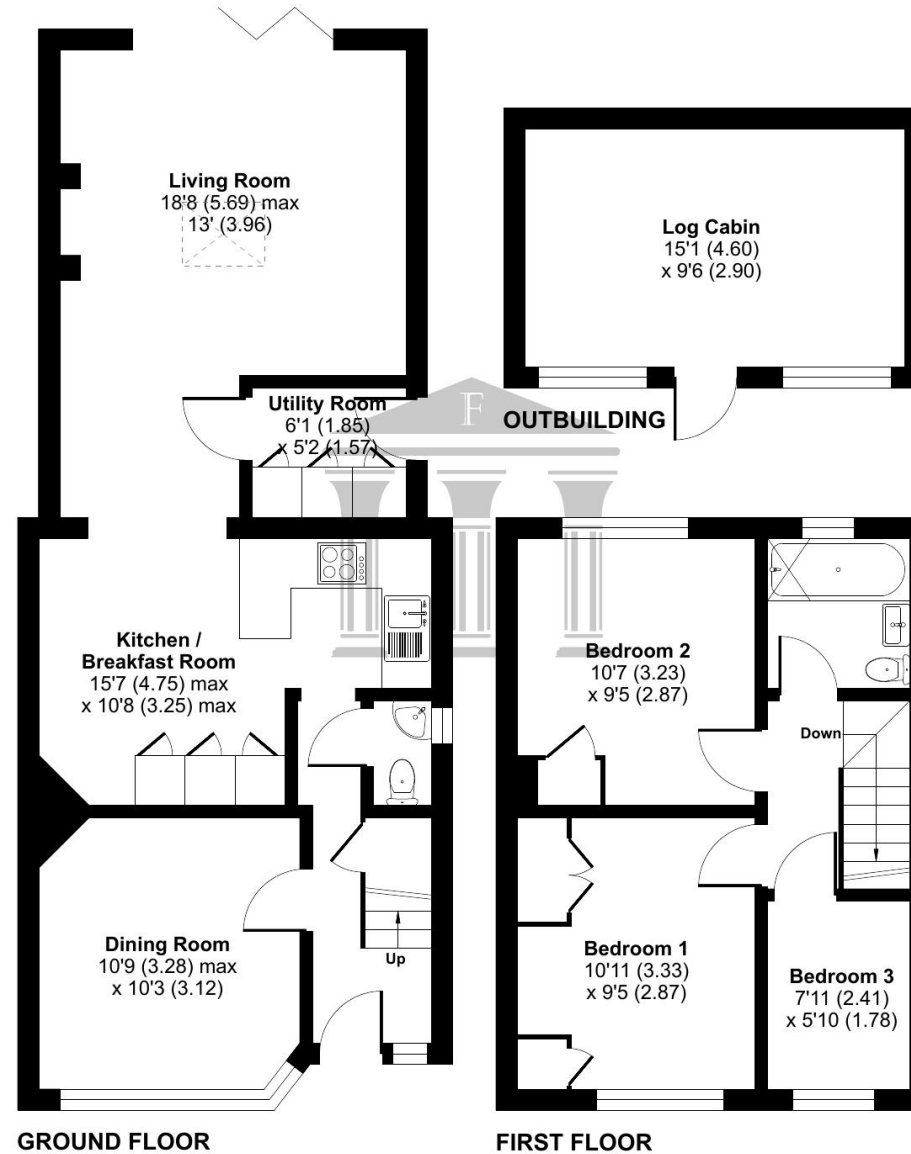 Living Room
18'8 (5.69) max
13' (3.96)
Log Cabin
15'1 (4.60)
x 9'6 (2.90)
Utility Room
6'1 (1.85)
x 5'2 (1.57)
F
OUTBUILDING
Kitchen /
Breakfast Room
15'7 (4.75) max
x 10'8 (3.25) max
Bedroom 2
10'7 (3.23)
x 9'5 (2.87)
Down
Dining Room
10'9 (3.28) max
x 10'3 (3.12)
Up
Bedroom 1
10'11 (3.33)
x 9'5 (2.87)
Bedroom 3
7'11 (2.41)
x 5'10 (1.78)
GROUND FLOOR
FIRST FLOOR